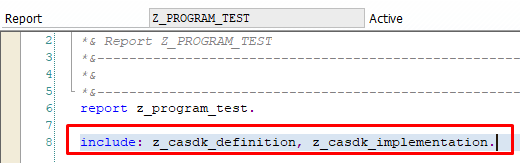 Report Z_PROGRAM_TEST Active
2 *& Report Z_PROGRAM_TEST
3 *&---------------------------------------------------------------------
4 *&
5 *&---------------------------------------------------------------------
6 report z_program_test.
7
8 include: z_casdk_definition, z_casdk_implementation.